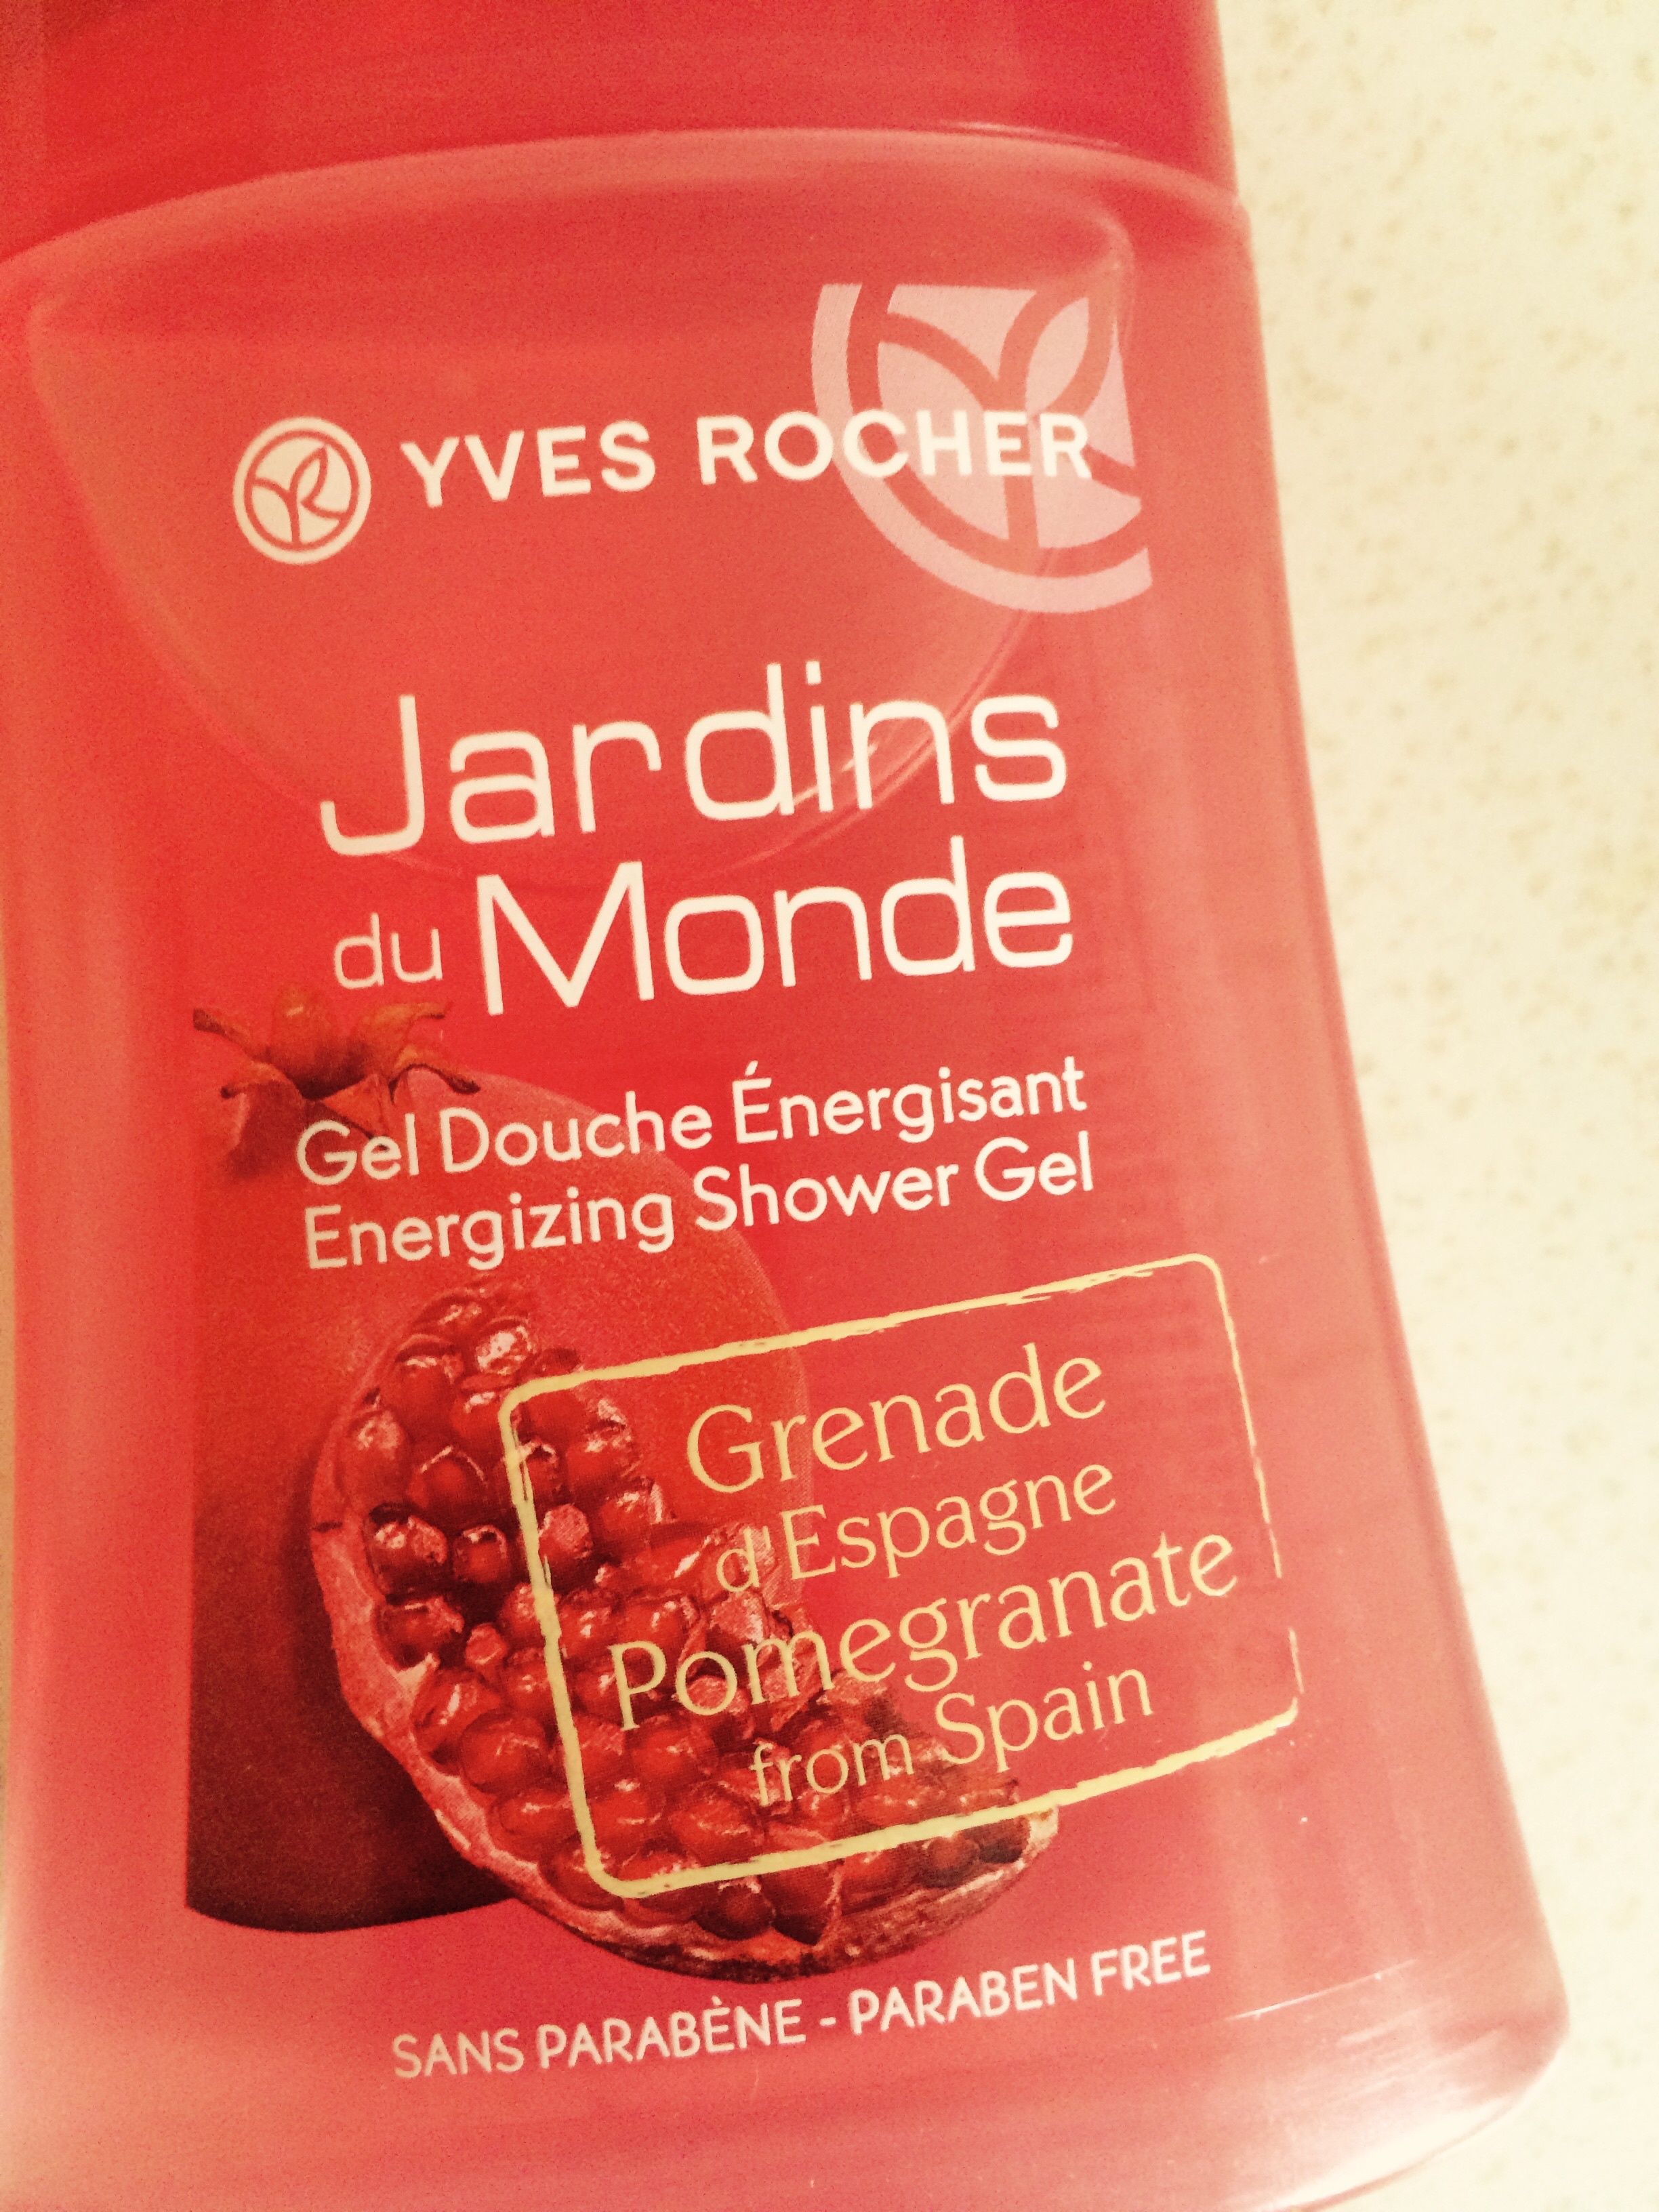 YVES ROCHER
Jardins
du Monde
Gel Douche Énergisant
Energizing Shower Gel
Grenade
d'Espagne
Pomegranate
from Spain
SANS PARABÈNE - PARABEN FREE